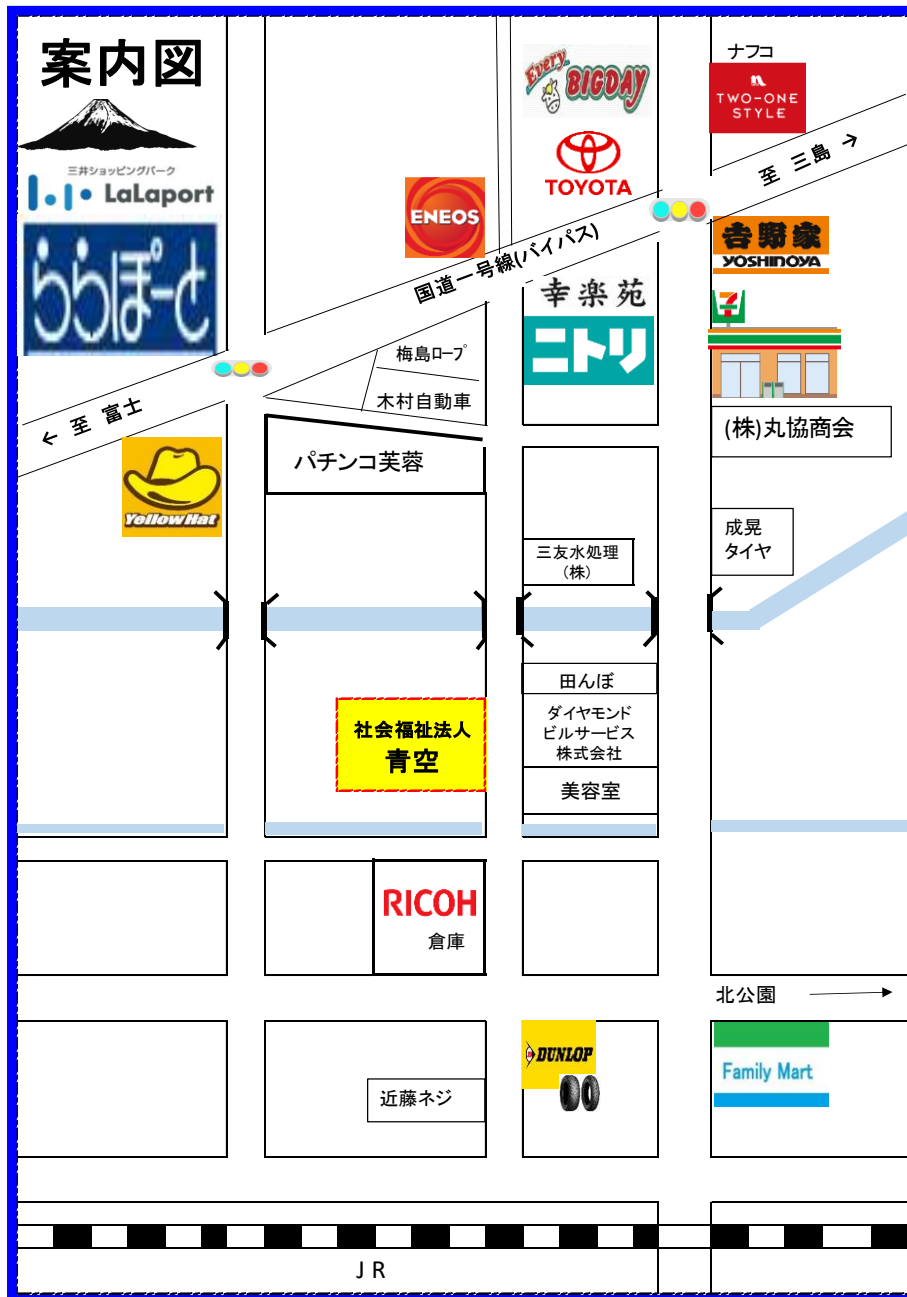 案内図
三井ショッピングパーク
LaLaport
ららぽーと
Every
BIGDAY
TOYOTA
ナフコ
n
TWO-ONE
STYLE
至 三島 →
ENEOS
国道一号線(バイパス)
吉野家
YOSHINOYA
幸楽苑
ニトリ
7
梅島ロープ
木村自動車
← 至 富士
(株)丸協商会
パチンコ芙蓉
YellowHat
成晃
タイヤ
三友水処理
(株)
田んぼ
社会福祉法人
青空
ダイヤモンド
ビルサービス
株式会社
美容室
RICOH
倉庫
北公園
DUNLOP
Family Mart
近藤ネジ
ＪＲ